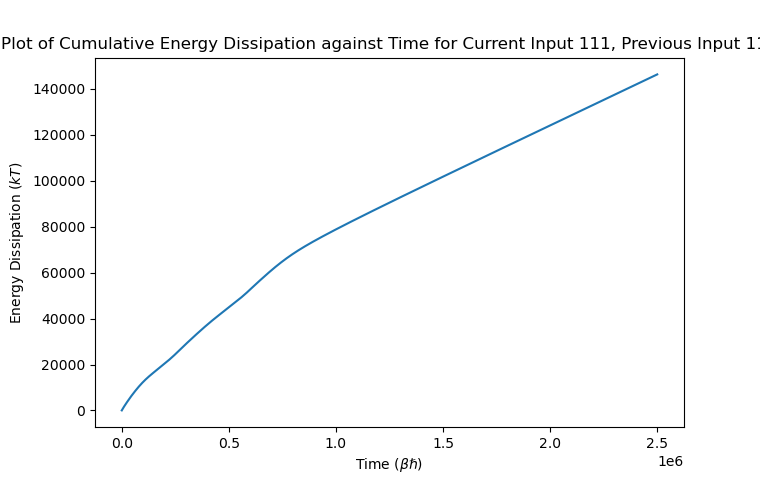 Plot of Cumulative Energy Dissipation against Time for Current Input 111, Previous Input 11
140000
120000
100000
80000
60000
40000
20000
0
Energy Dissipation (kT)
0.0 0.5 1.0 1.5 2.0 2.5
1e6
Time (βℏ)